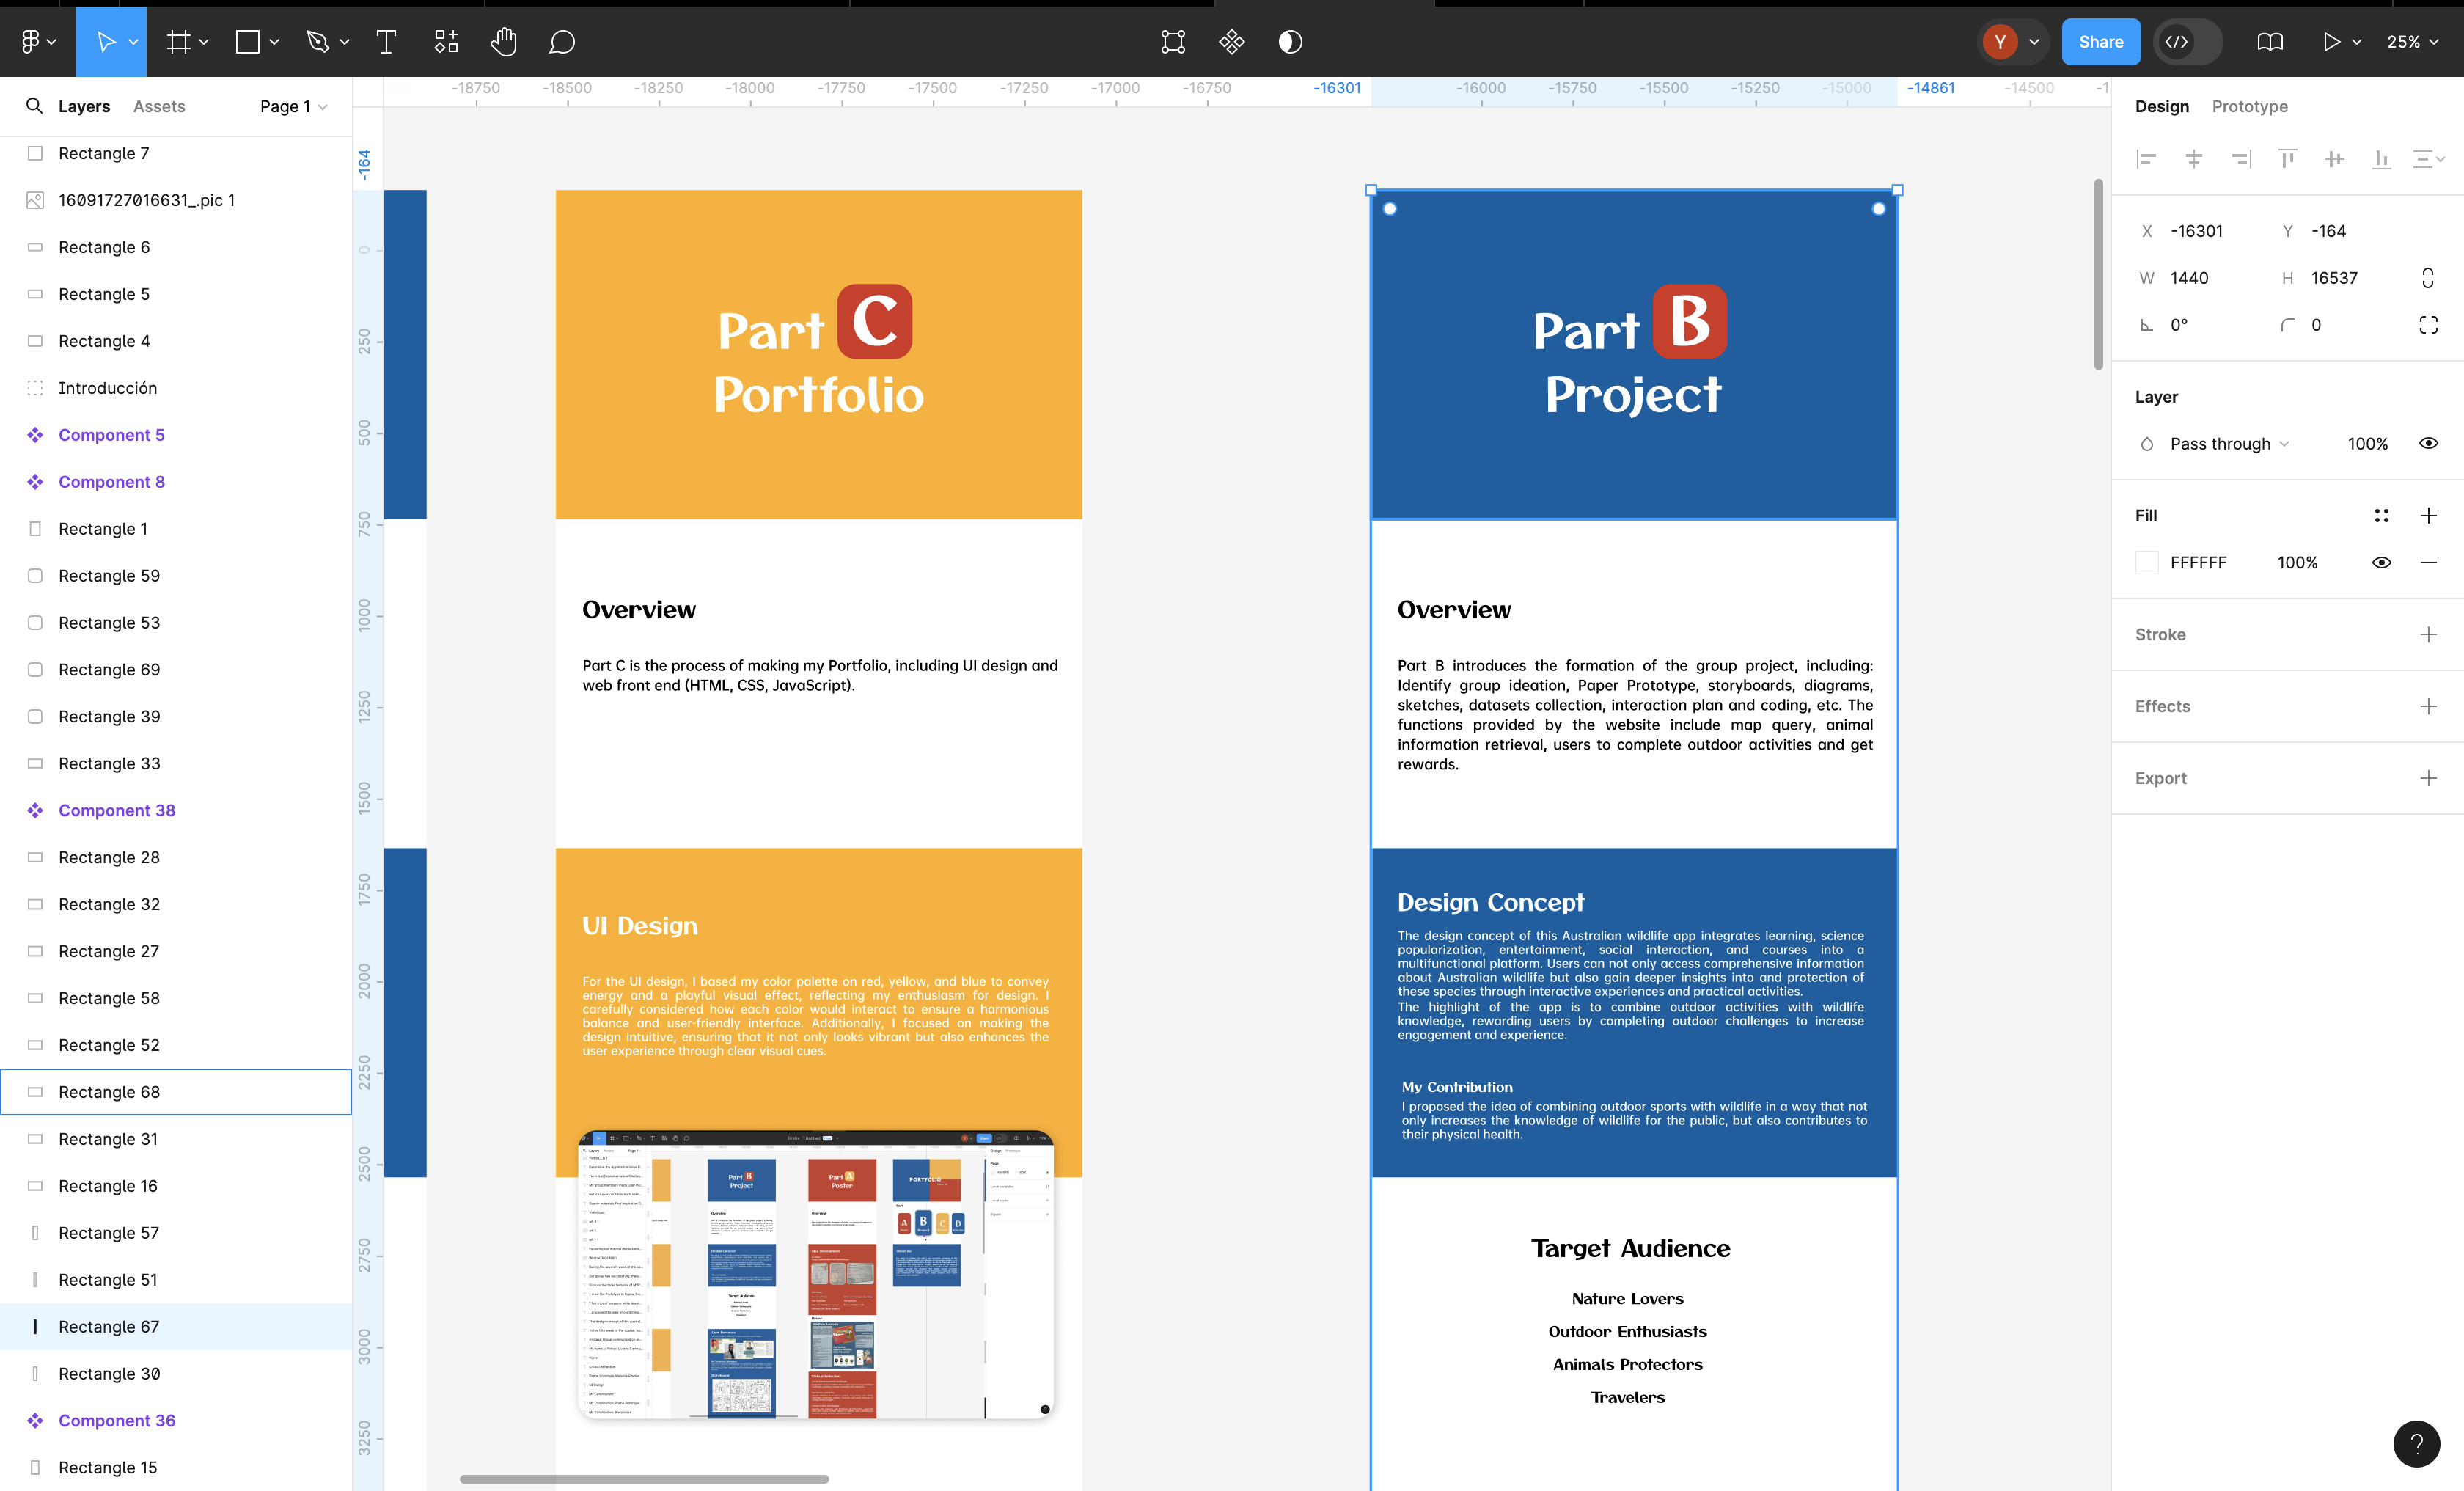 Y
Share
25%
Layers
Assets
Page 1
Rectangle 7
16091727016631_.pic 1
Rectangle 6
Rectangle 5
Rectangle 4
Introducción
Component 5
Component 8
Rectangle 1
Rectangle 59
Rectangle 53
Rectangle 69
Rectangle 39
Rectangle 33
Component 38
Rectangle 28
Rectangle 32
Rectangle 27
Rectangle 58
Rectangle 52
Rectangle 68
Rectangle 31
Rectangle 16
Rectangle 57
Rectangle 51
Rectangle 67
Rectangle 30
Component 36
Rectangle 15
-18750 -18500 -18250 -18000 -17750 -17500 -17250 -17000 -16750 -16301 -16000 -15750 -15500 -15250 -15000 -14861 -14500
-164
0
250
500
750
1000
1250
1500
1750
2000
2250
2500
2750
3000
3250
Part C
Portfolio
Overview
Part C is the process of making my Portfolio, including UI design and
web front end (HTML, CSS, JavaScript).
UI Design
For the UI design, I based my color palette on red, yellow, and blue to convey
energy and a playful visual effect, reflecting my enthusiasm for design. I
carefully considered how each color would interact to ensure a harmonious
balance and user-friendly interface. Additionally, I focused on making the
design intuitive, ensuring that it not only looks vibrant but also enhances the
user experience through clear visual cues.
Part B
Project
Part A
Poster
PORTFOLIO
A
B
C
D
Part B
Project
Overview
Part B introduces the formation of the group project, including:
Identify group ideation, Paper Prototype, storyboards, diagrams,
sketches, datasets collection, interaction plan and coding, etc. The
functions provided by the website include map query, animal
information retrieval, users to complete outdoor activities and get
rewards.
Design Concept
The design concept of this Australian wildlife app integrates learning, science
popularization, entertainment, social interaction, and courses into a
multifunctional platform. Users can not only access comprehensive information
about Australian wildlife but also gain deeper insights into and protection of
these species through interactive experiences and practical activities.
The highlight of the app is to combine outdoor activities with wildlife
knowledge, rewarding users by completing outdoor challenges to increase
engagement and experience.
My Contribution
I proposed the idea of combining outdoor sports with wildlife in a way that not
only increases the knowledge of wildlife for the public, but also contributes to
their physical health.
Target Audience
Nature Lovers
Outdoor Enthusiasts
Animals Protectors
Travelers
Design
Prototype
X -16301 Y -164
W 1440 H 16537
0° 0
Layer
Pass through 100%
Fill
FFFFFF 100%
Stroke
Effects
Export
?